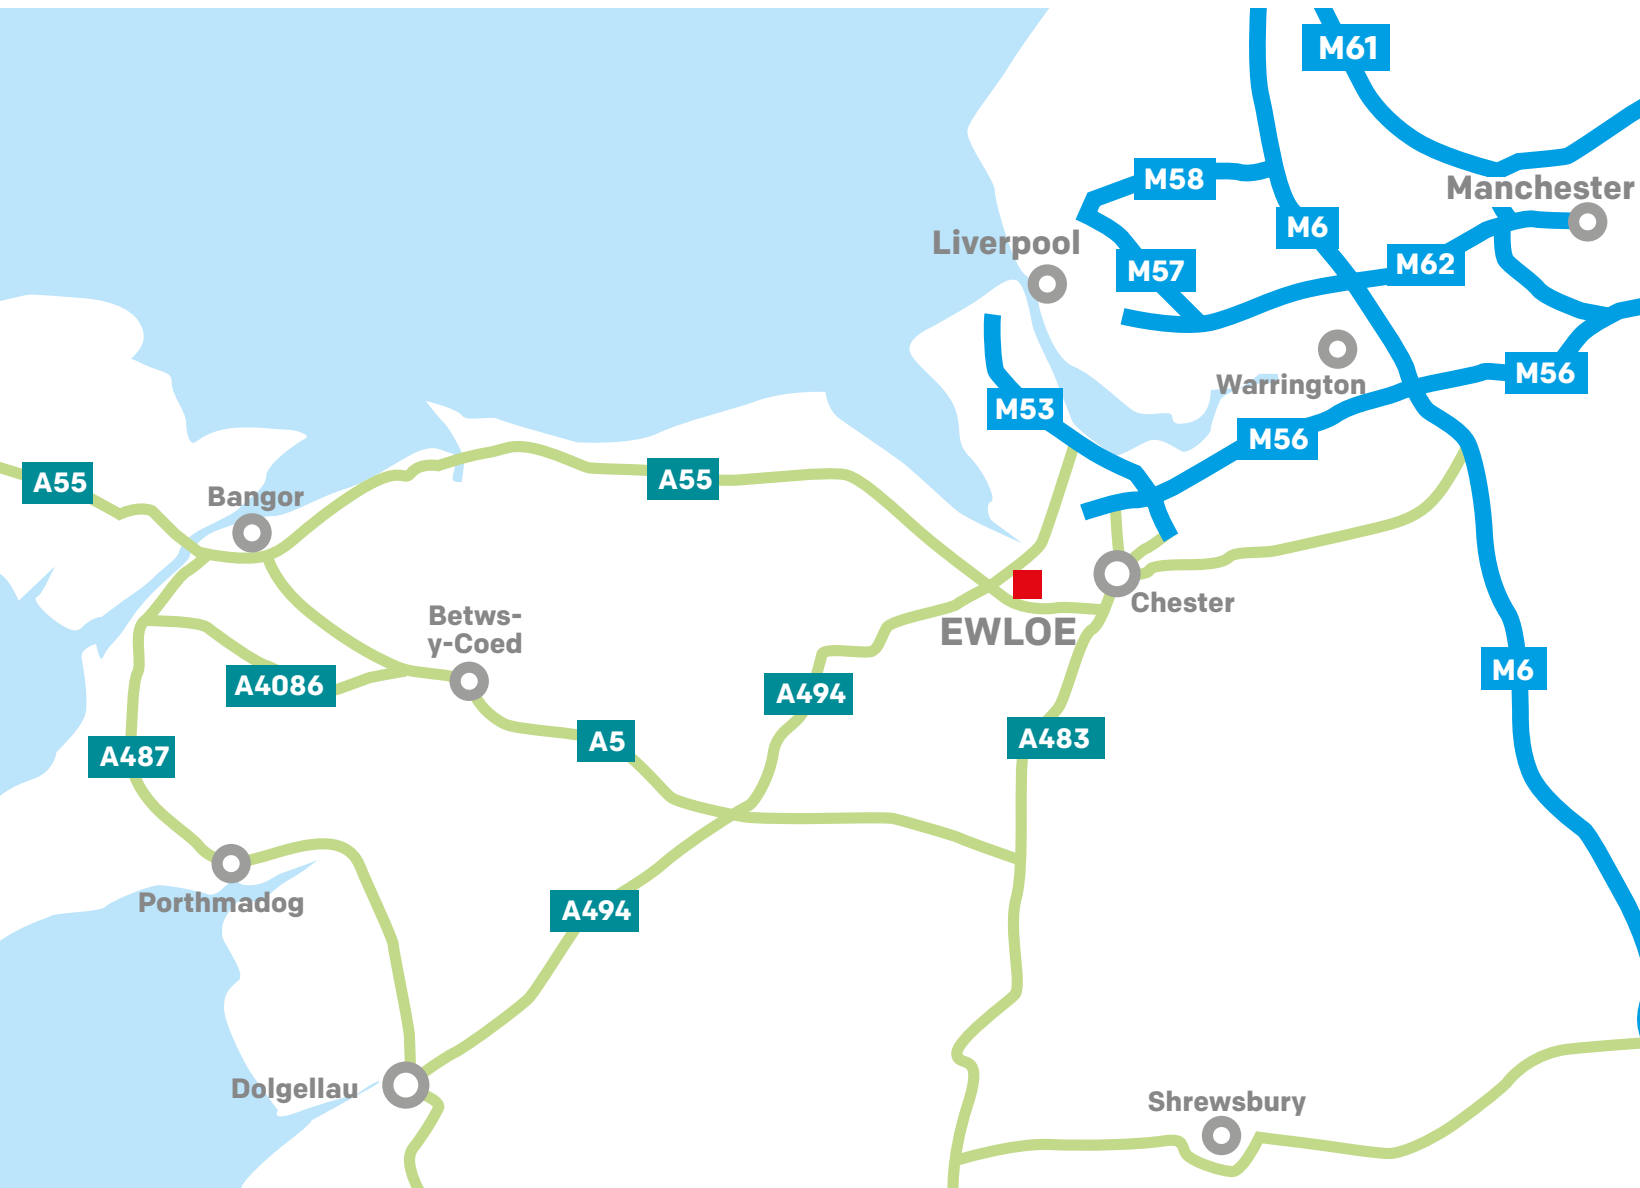 M61
M58
Manchester
M6
Liverpool
M62
M57
M56
Warrington
M53
M56
A55
A55
Bangor
Chester
Betws-
y-Coed
EWLOE
M6
A4086
A494
A5
A483
A487
Porthmadog
A494
Dolgellau
Shrewsbury